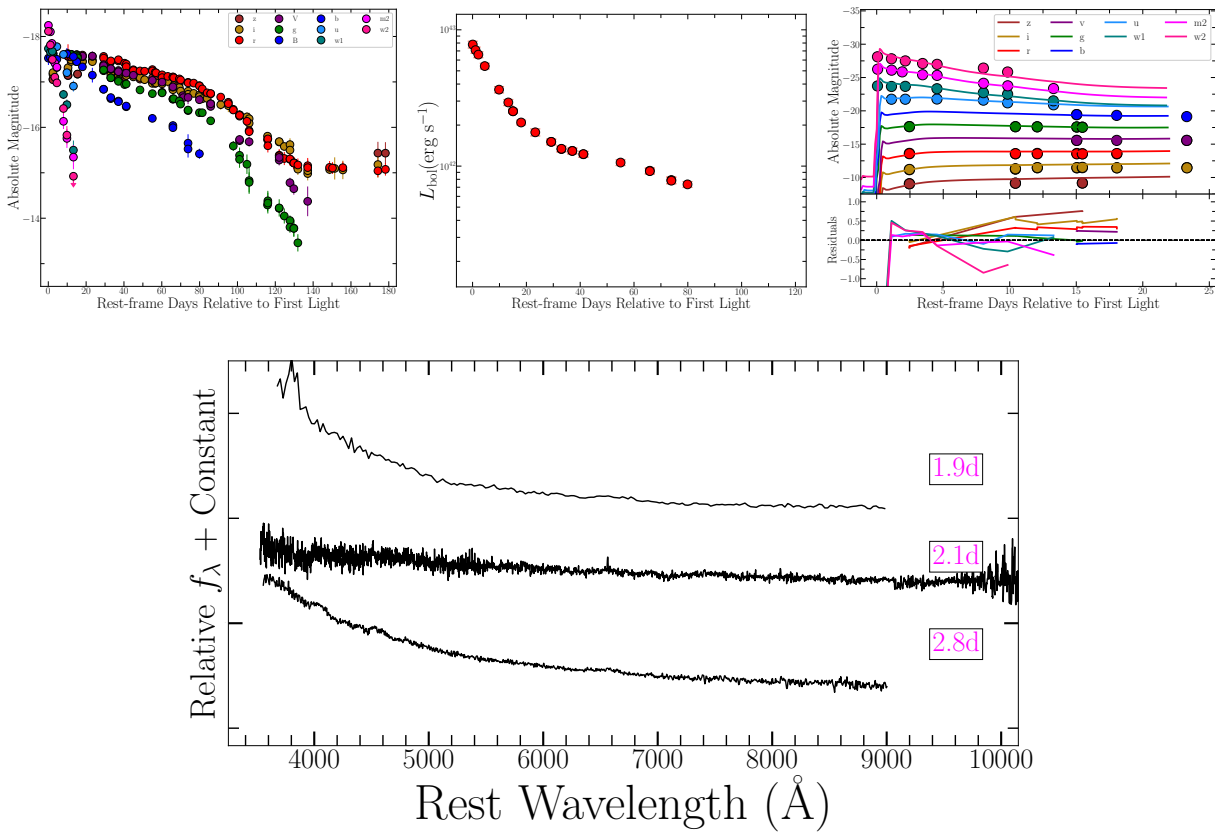 Absolute Magnitude
−18
−16
−14
0 20 40 60 80 100 120 140 160 180
Rest-frame Days Relative to First Light
z V b m2
i g u w2
r B w1
L_bol(erg s⁻¹)
10⁴³
10⁴²
0 20 40 60 80 100 120
Rest-frame Days Relative to First Light
Absolute Magnitude
−35
−30
−25
−20
−15
−10
z v u m2
i g w1 w2
r b
Residuals
1.0
0.5
0.0
−0.5
−1.0
0 5 10 15 20 25
Rest-frame Days Relative to First Light
Relative f_λ + Constant
1.9d
2.1d
2.8d
4000 5000 6000 7000 8000 9000 10000
Rest Wavelength (Å)